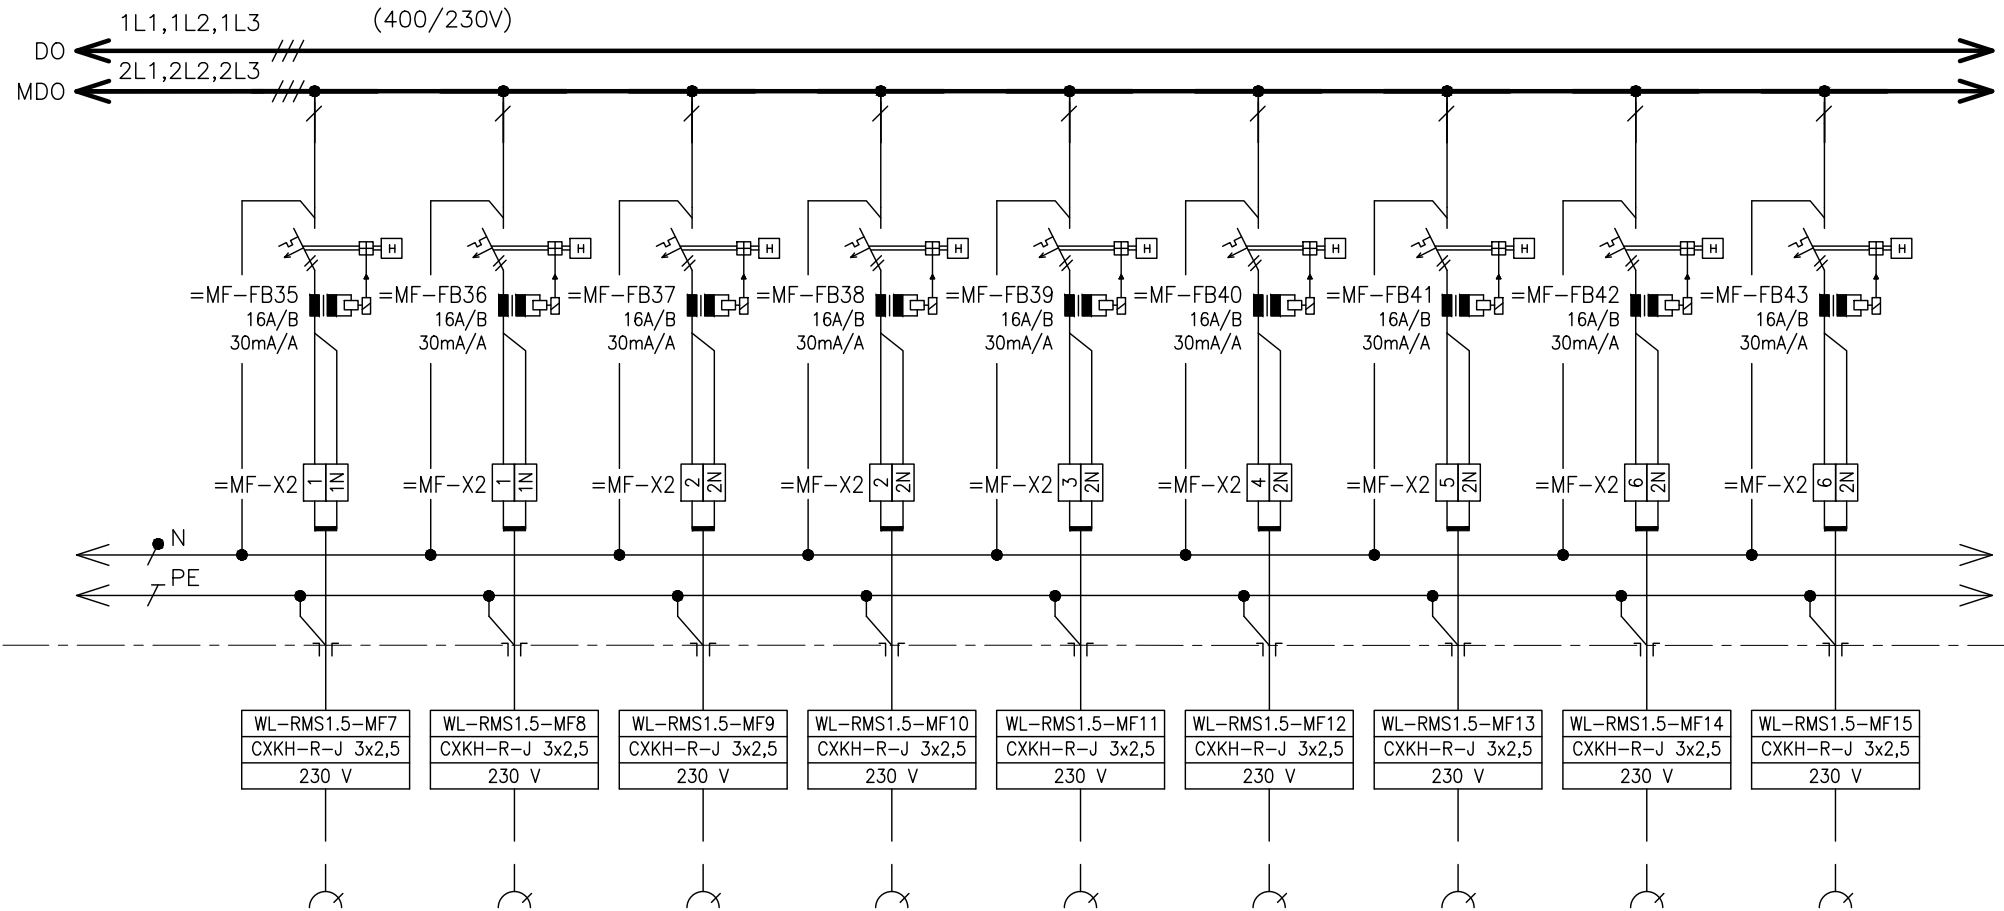 1L1,1L2,1L3 (400/230V)
DO
2L1,2L2,2L3
MDO
H H H H H H H H H
=MF-FB35 =MF-FB36 =MF-FB37 =MF-FB38 =MF-FB39 =MF-FB40 =MF-FB41 =MF-FB42 =MF-FB43
16A/B 16A/B 16A/B 16A/B 16A/B 16A/B 16A/B 16A/B 16A/B
30mA/A 30mA/A 30mA/A 30mA/A 30mA/A 30mA/A 30mA/A 30mA/A 30mA/A
=MF-X2 1 1N =MF-X2 1 1N =MF-X2 2 2N =MF-X2 2 2N =MF-X2 3 2N =MF-X2 4 2N =MF-X2 5 2N =MF-X2 6 2N =MF-X2 6 2N
N
PE
WL-RMS1.5-MF7 WL-RMS1.5-MF8 WL-RMS1.5-MF9 WL-RMS1.5-MF10 WL-RMS1.5-MF11 WL-RMS1.5-MF12 WL-RMS1.5-MF13 WL-RMS1.5-MF14 WL-RMS1.5-MF15
CXKH-R-J 3x2,5 CXKH-R-J 3x2,5 CXKH-R-J 3x2,5 CXKH-R-J 3x2,5 CXKH-R-J 3x2,5 CXKH-R-J 3x2,5 CXKH-R-J 3x2,5 CXKH-R-J 3x2,5 CXKH-R-J 3x2,5
230 V 230 V 230 V 230 V 230 V 230 V 230 V 230 V 230 V